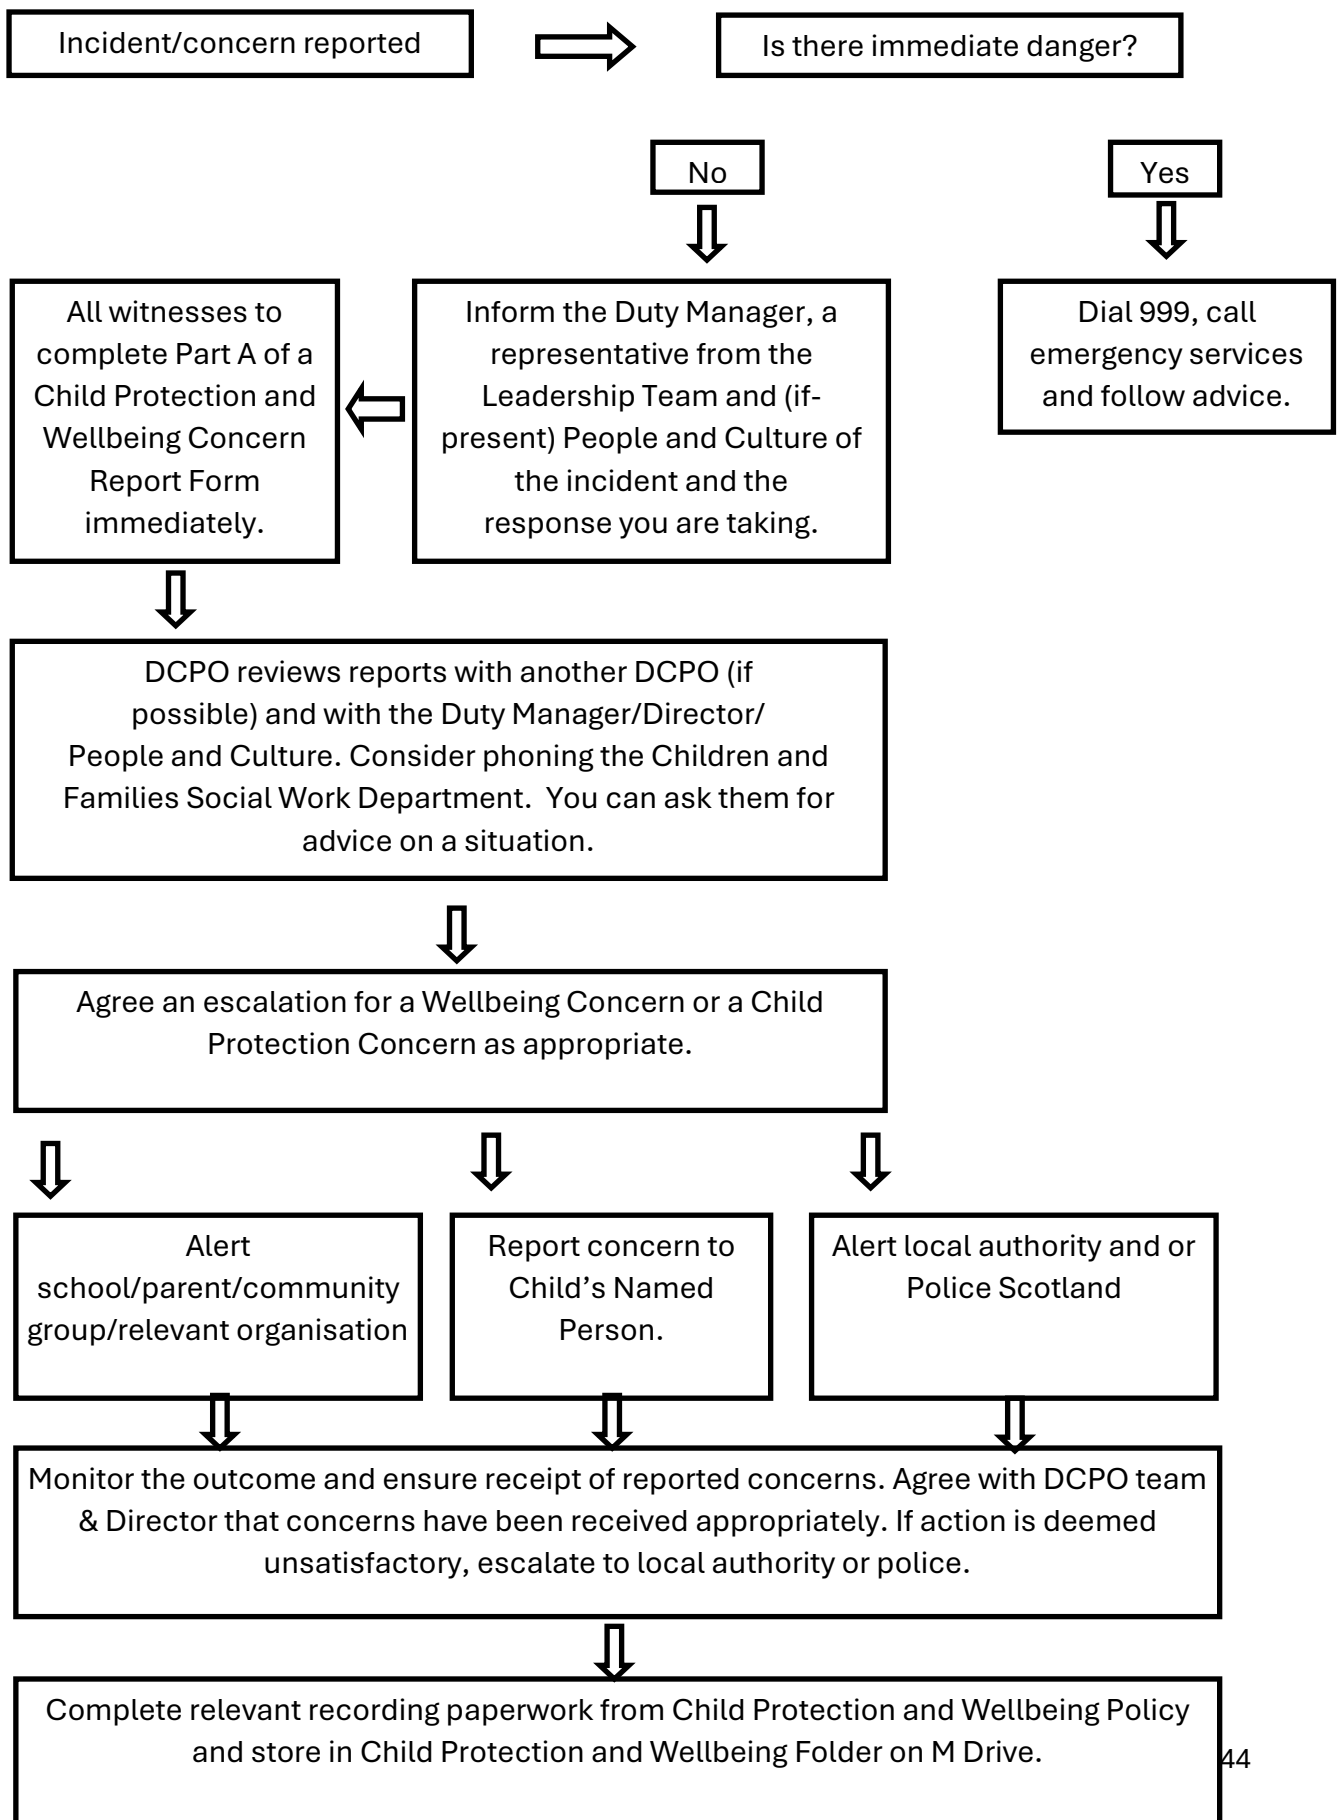 Incident/concern reported
Is there immediate danger?
No
Yes
Inform the Duty Manager, a
representative from the
Leadership Team and (if-
present) People and Culture of
the incident and the
response you are taking.
Dial 999, call
emergency services
and follow advice.
All witnesses to
complete Part A of a
Child Protection and
Wellbeing Concern
Report Form
immediately.
DCPO reviews reports with another DCPO (if
possible) and with the Duty Manager/Director/
People and Culture. Consider phoning the Children and
Families Social Work Department.  You can ask them for
advice on a situation.
Agree an escalation for a Wellbeing Concern or a Child
Protection Concern as appropriate.
Alert
school/parent/community
group/relevant organisation
Report concern to
Child’s Named
Person.
Alert local authority and or
Police Scotland
Monitor the outcome and ensure receipt of reported concerns. Agree with DCPO team
& Director that concerns have been received appropriately. If action is deemed
unsatisfactory, escalate to local authority or police.
Complete relevant recording paperwork from Child Protection and Wellbeing Policy
and store in Child Protection and Wellbeing Folder on M Drive.
44